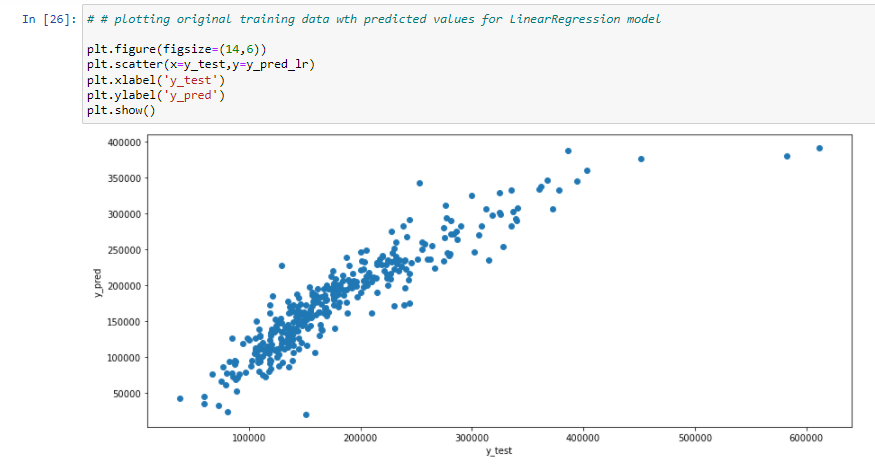 In [26]: # # plotting original training data wth predicted values for LinearRegression model
plt.figure(figsize=(14,6))
plt.scatter(x=y_test,y=y_pred_lr)
plt.xlabel('y_test')
plt.ylabel('y_pred')
plt.show()
400000
350000
300000
250000
200000
150000
100000
50000
y_pred
100000 200000 300000 400000 500000 600000
y_test